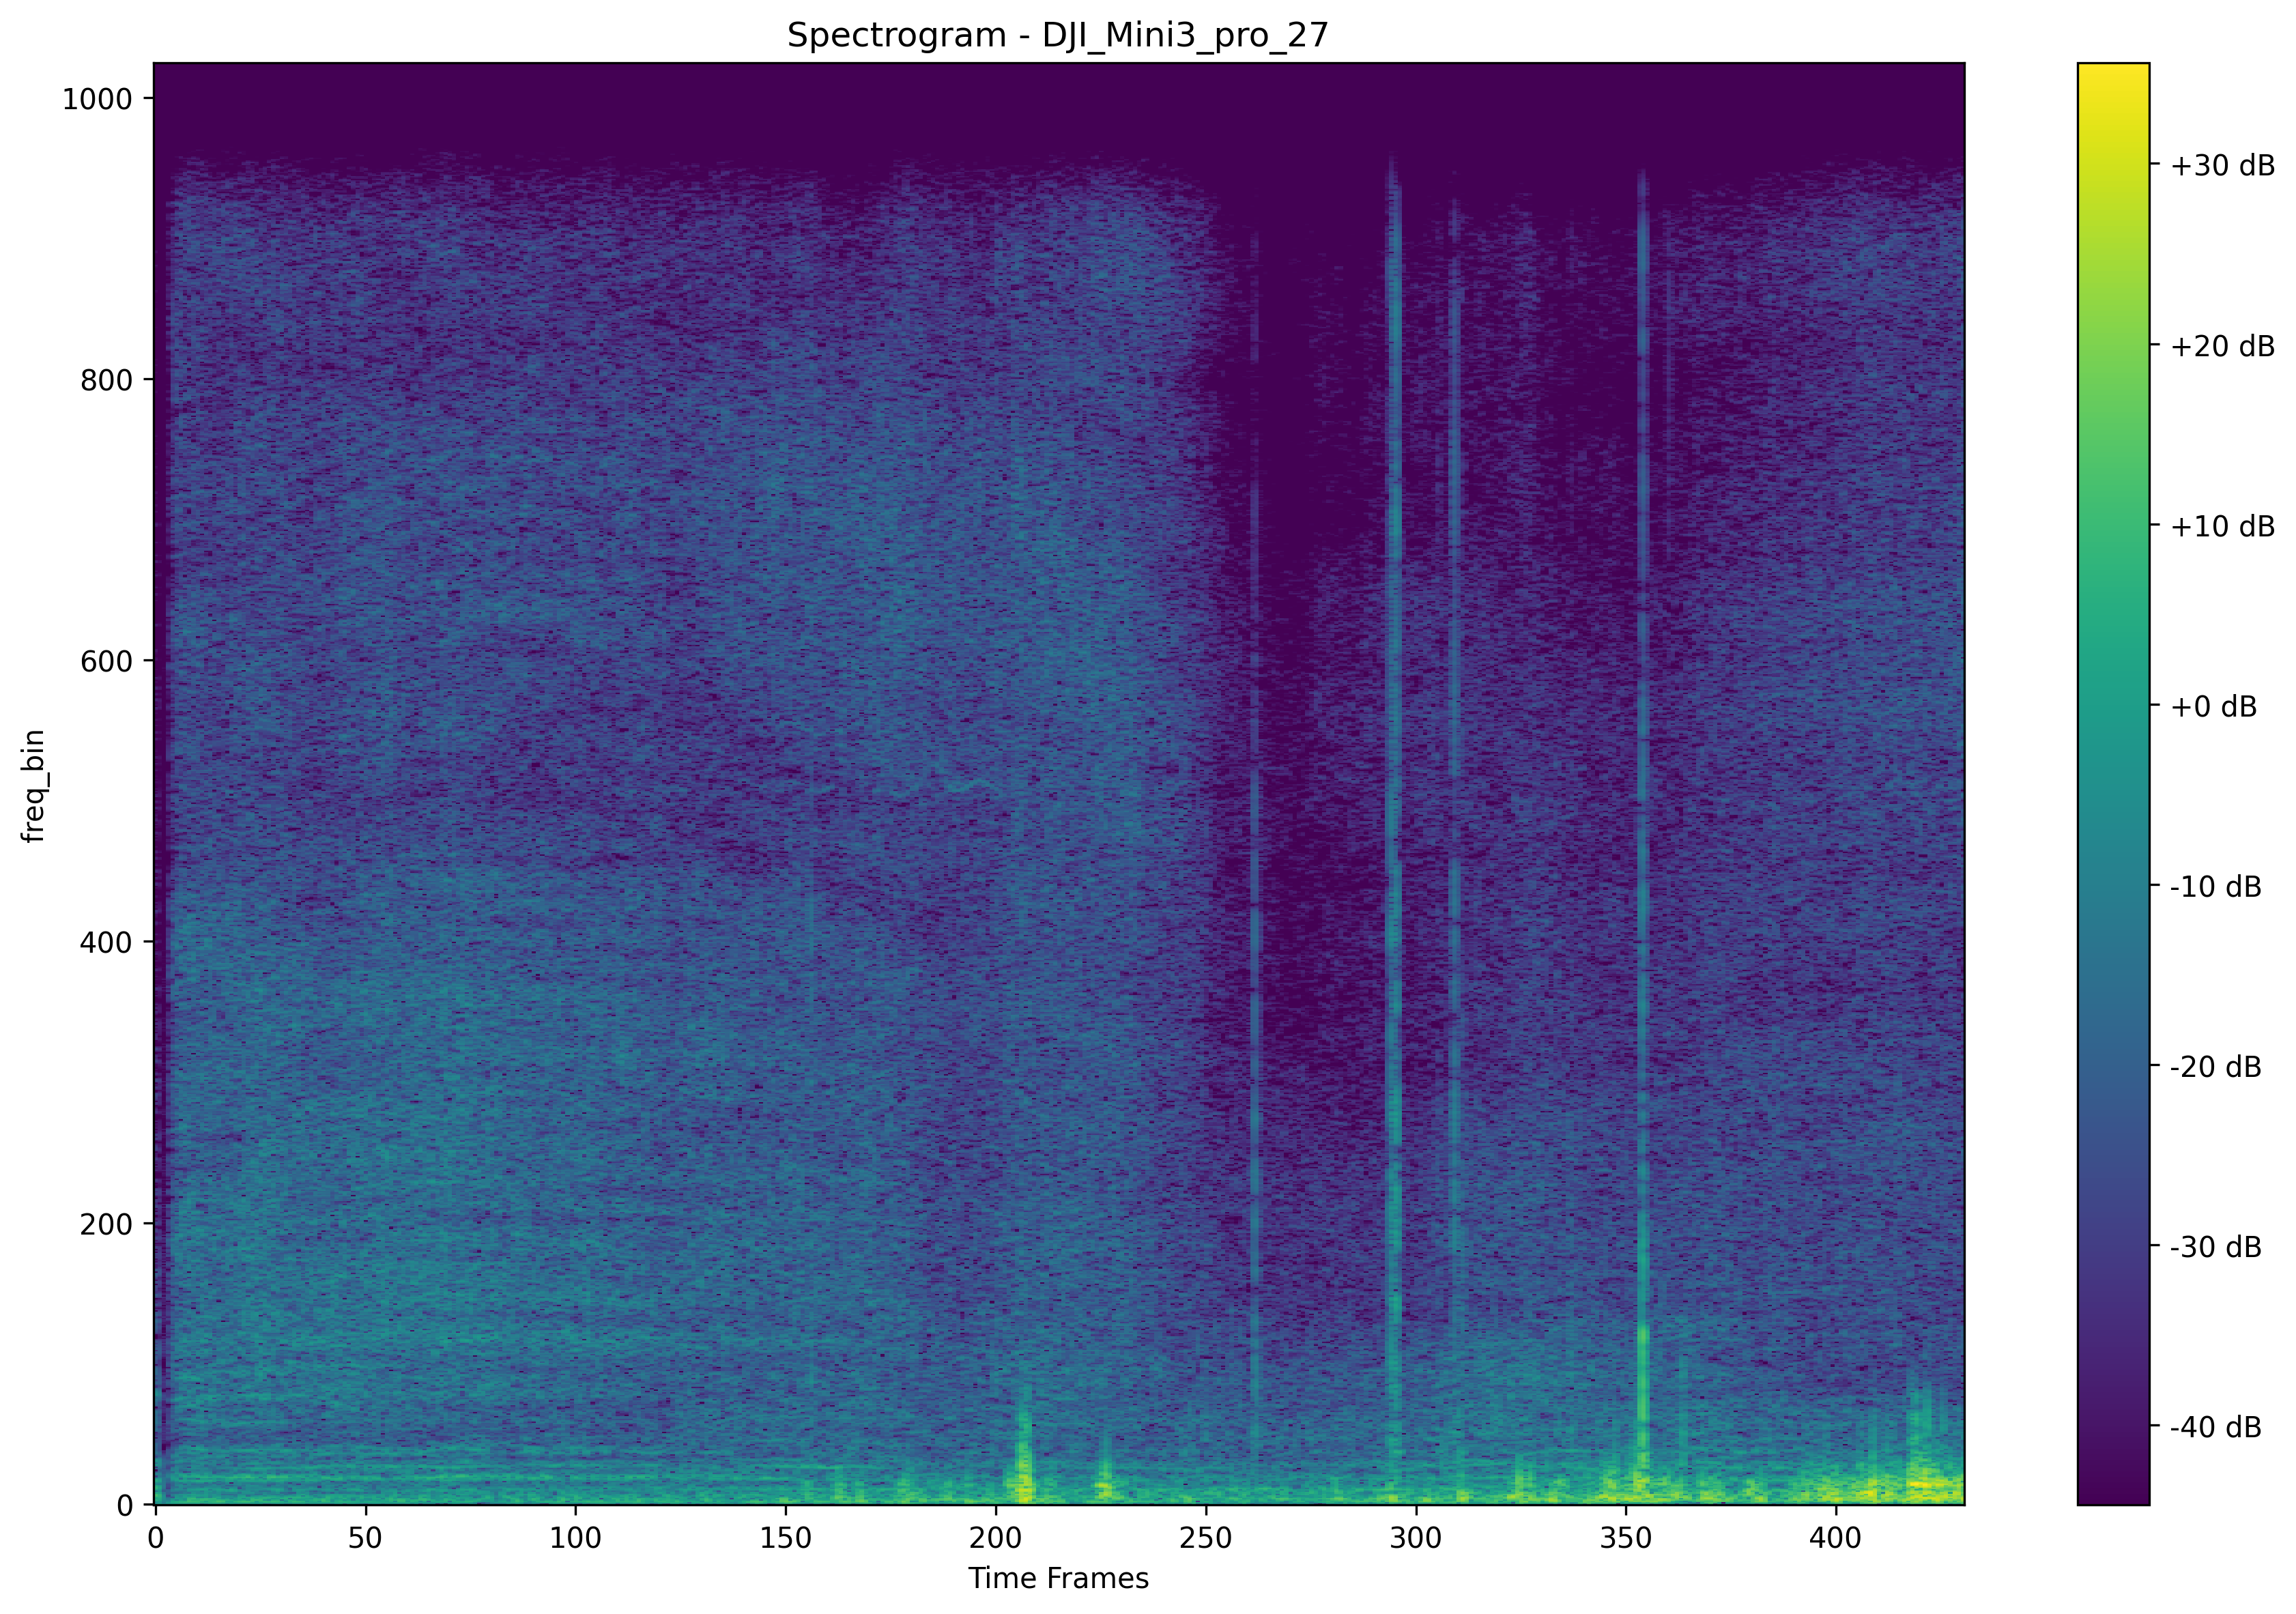 Spectrogram - DJI_Mini3_pro_27
1000
800
600
400
200
0
freq_bin
0 50 100 150 200 250 300 350 400
Time Frames
+30 dB
+20 dB
+10 dB
+0 dB
-10 dB
-20 dB
-30 dB
-40 dB